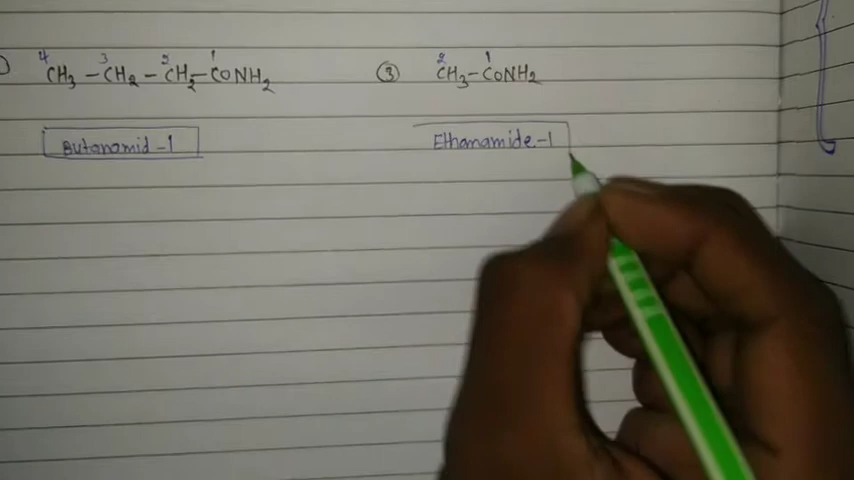 4 3 2 1
CH3 - CH2 - CH2 - CONH2
Butanamid - 1
③ 2 1
CH3 - CONH2
Ethanamide - 1